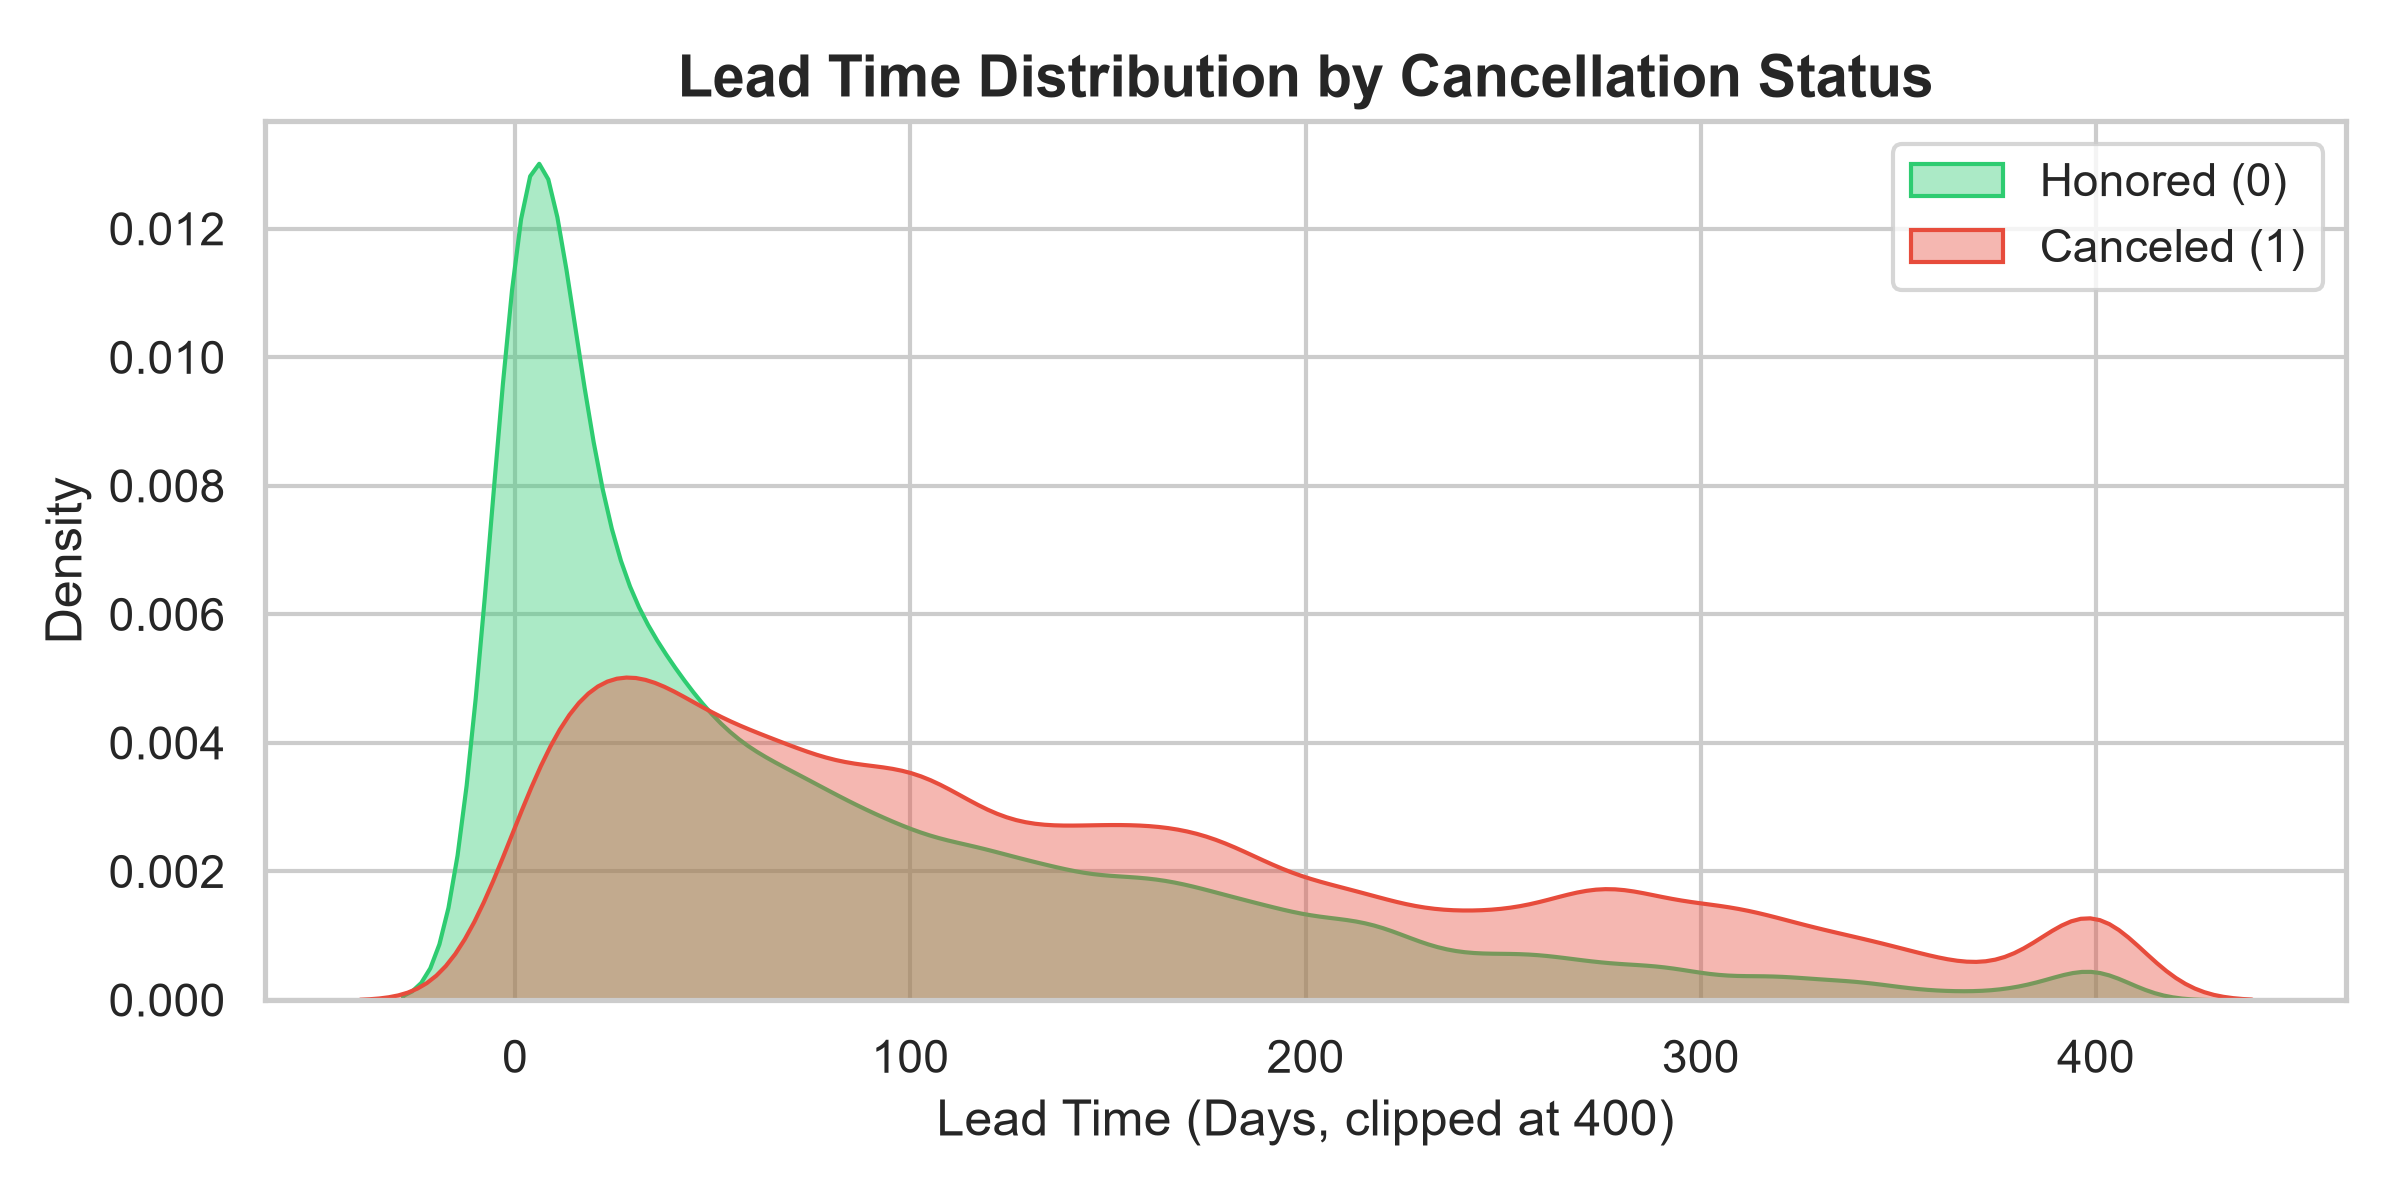 Lead Time Distribution by Cancellation Status
Honored (0)
Canceled (1)
Density
0.012
0.010
0.008
0.006
0.004
0.002
0.000
0 100 200 300 400
Lead Time (Days, clipped at 400)